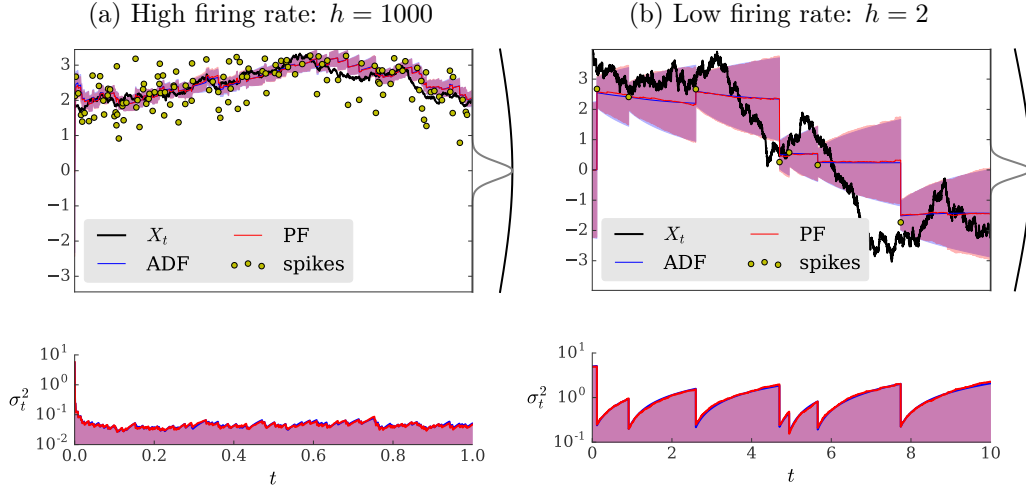 (a) High firing rate: h = 1000
3
2
1
0
−1
−2
−3
X_t
PF
ADF
spikes
10^1
10^0
10^-1
10^-2
σ_t^2
0.0 0.2 0.4 0.6 0.8 1.0
t
(b) Low firing rate: h = 2
3
2
1
0
−1
−2
−3
X_t
PF
ADF
spikes
10^1
10^0
10^-1
σ_t^2
0 2 4 6 8 10
t